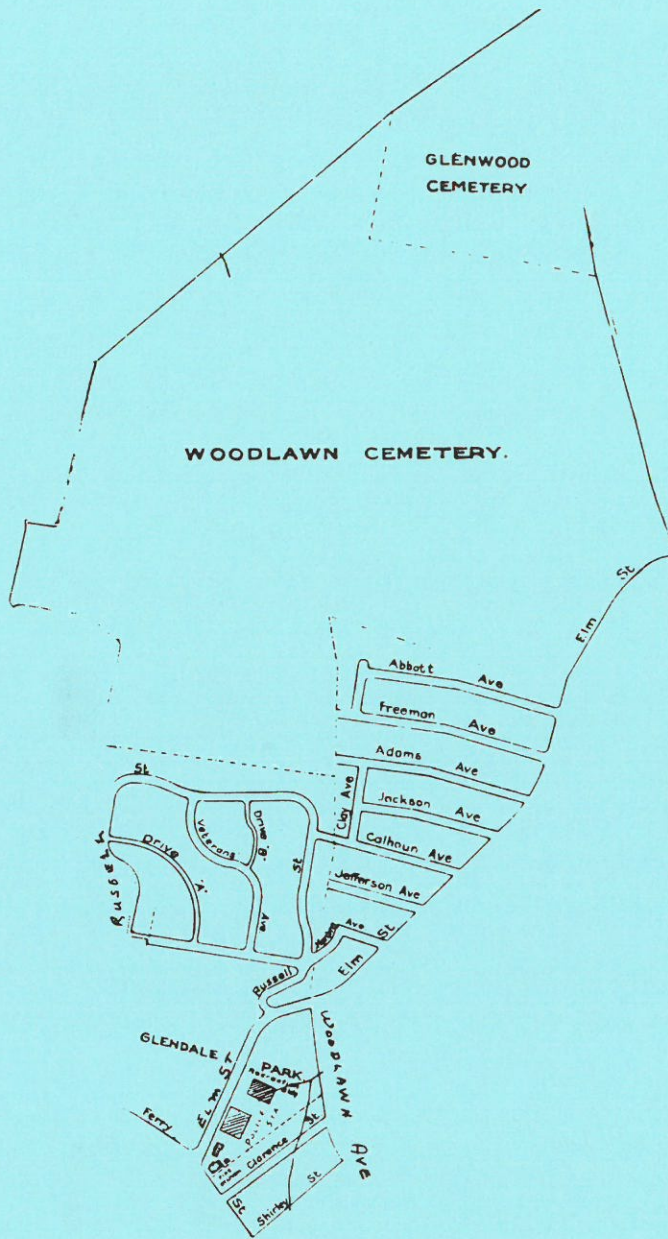 GLENWOOD
CEMETERY
WOODLAWN CEMETERY.
Elm St
Abbott Ave
Freeman Ave
Adams Ave
Jackson Ave
Clay Ave
Calhoun Ave
Jefferson Ave
Ave
St
Russell
Drive "A"
Veterans Ave
Drive "B"
St
Elm St
Russell
GLENDALE
PARK
ELM ST
WOODLAWN AVE
Ferry
Clarence St
Shirley St
St